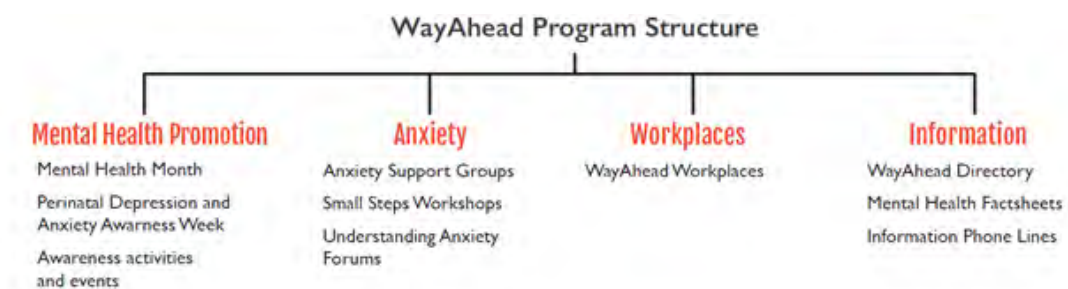 WayAhead Program Structure
Mental Health Promotion
Mental Health Month
Perinatal Depression and
Anxiety Awarness Week
Awareness activities
and events
Anxiety
Anxiety Support Groups
Small Steps Workshops
Understanding Anxiety
Forums
Workplaces
WayAhead Workplaces
Information
WayAhead Directory
Mental Health Factsheets
Information Phone Lines